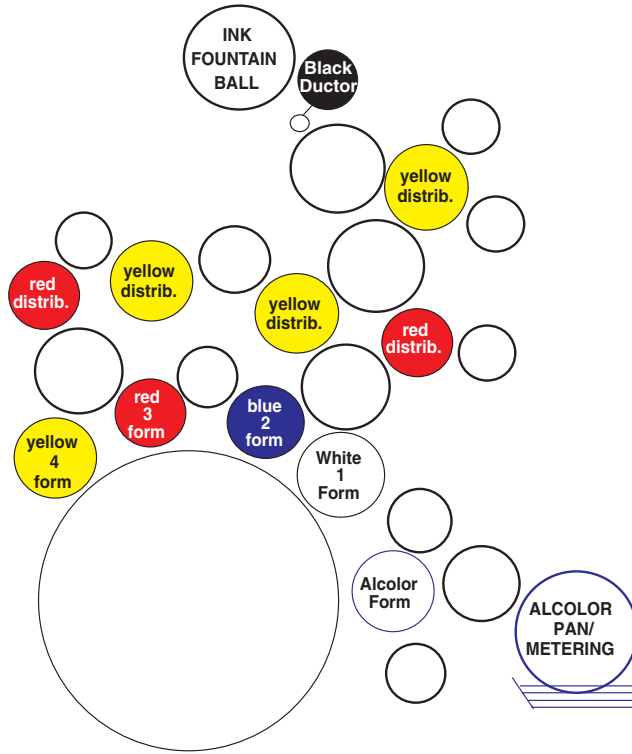 INK
FOUNTAIN
BALL
Black
Ductor
yellow
distrib.
yellow
distrib.
red
distrib.
yellow
distrib.
red
distrib.
red
3
form
blue
2
form
yellow
4
form
White
1
Form
Alcolor
Form
ALCOLOR
PAN/
METERING